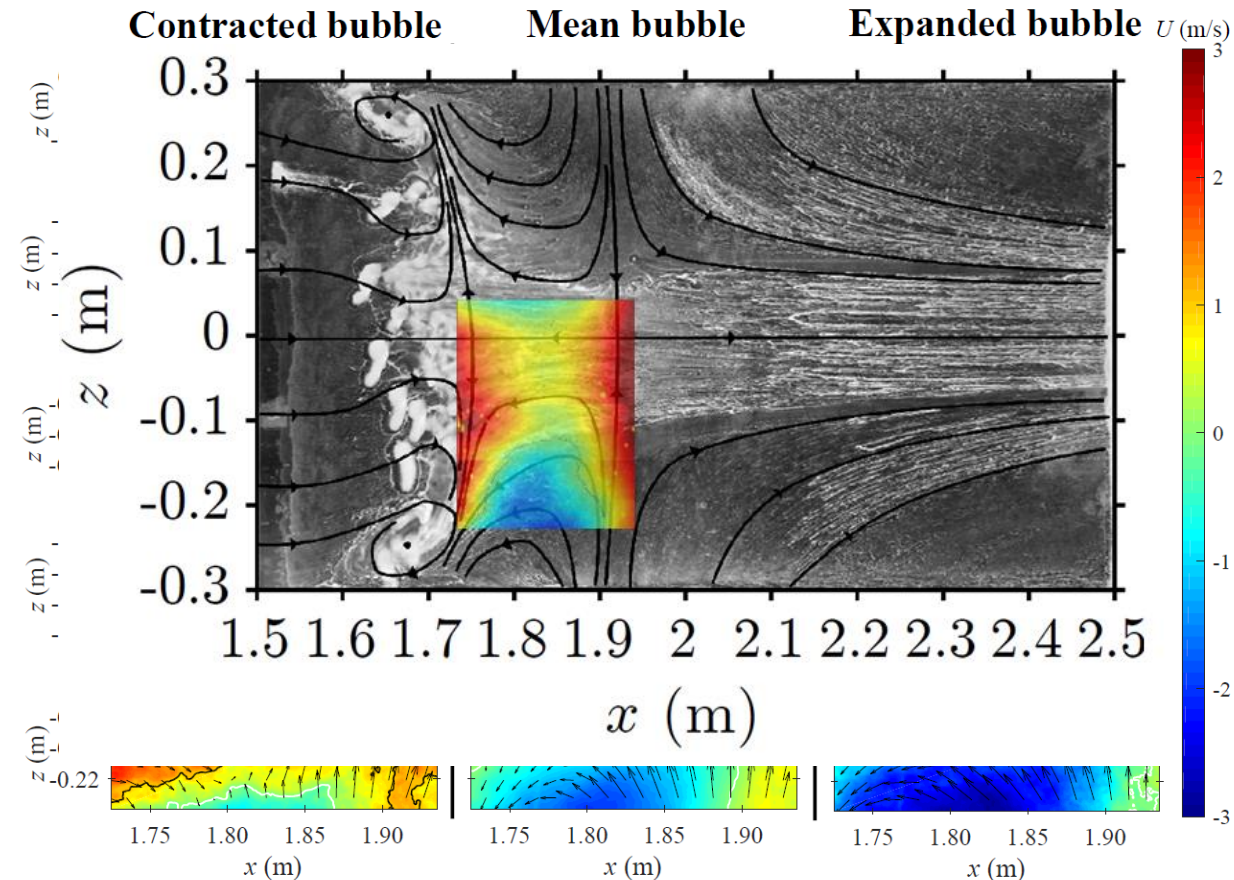 Contracted bubble Mean bubble Expanded bubble U (m/s)
3
2
1
0
-1
-2
-3
z (m)
z (m)
z (m)
z (m)
z (m)
0.3
0.2
0.1
0
-0.1
-0.2
-0.3
z (m)
1.5 1.6 1.7 1.8 1.9 2 2.1 2.2 2.3 2.4 2.5
x (m)
-0.22
1.75 1.80 1.85 1.90
x (m)
1.75 1.80 1.85 1.90
x (m)
1.75 1.80 1.85 1.90
x (m)